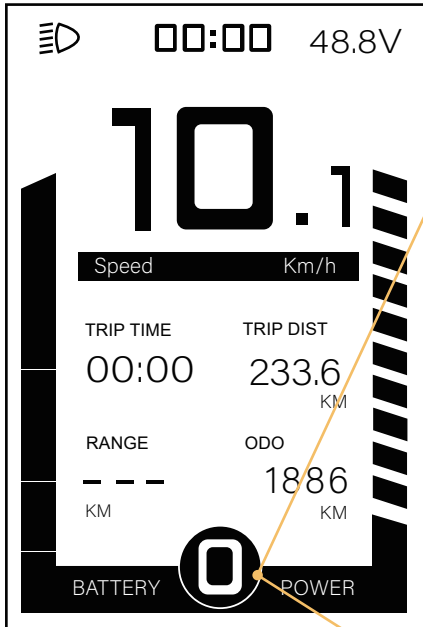 00:00 48.8V
10.1
Speed Km/h
TRIP TIME TRIP DIST
00:00 233.6
KM
RANGE ODO
--- 1886
KM KM
BATTERY 0 POWER